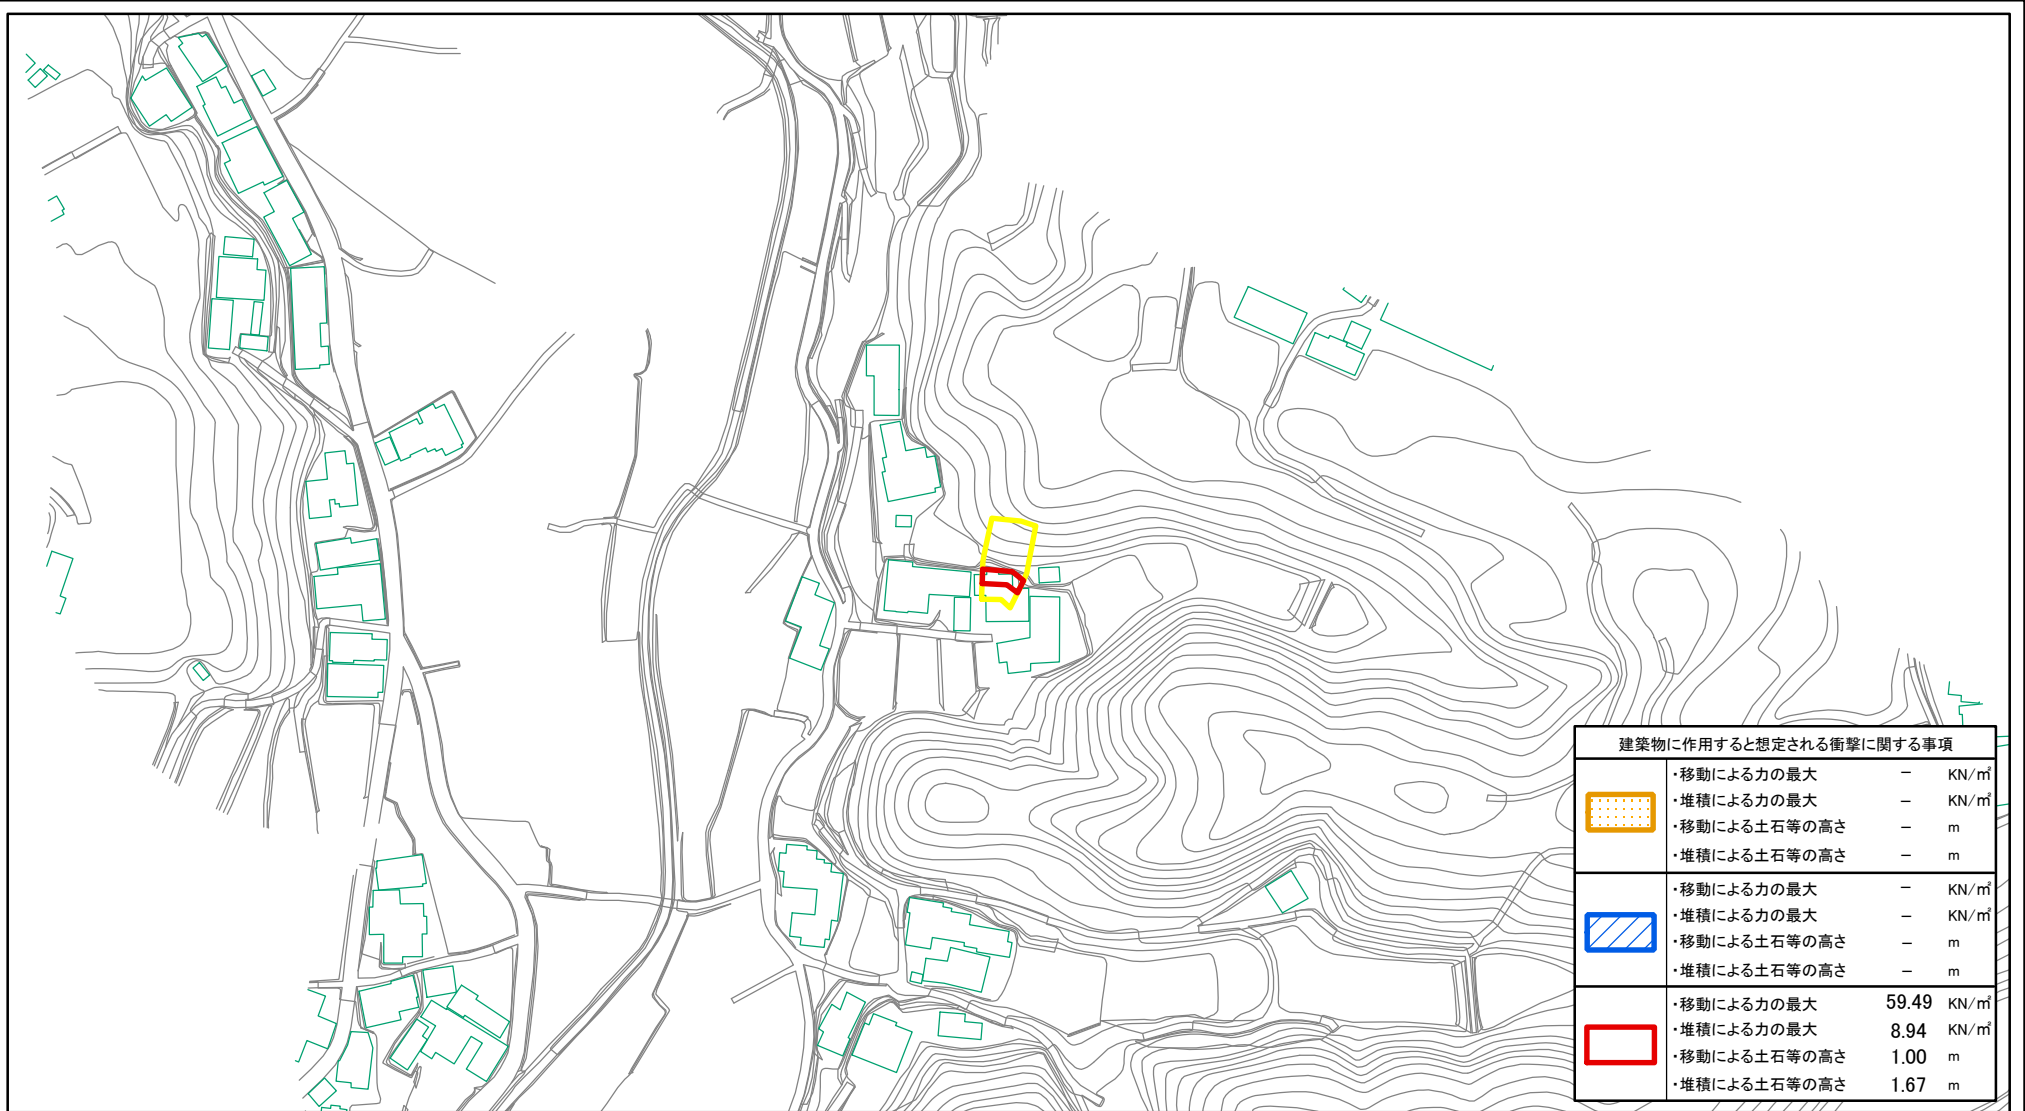 建築物に作用すると想定される衝撃に関する事項
・移動による力の最大 － KN/㎡
・堆積による力の最大 － KN/㎡
・移動による土石等の高さ － m
・堆積による土石等の高さ － m
・移動による力の最大 － KN/㎡
・堆積による力の最大 － KN/㎡
・移動による土石等の高さ － m
・堆積による土石等の高さ － m
・移動による力の最大 59.49 KN/㎡
・堆積による力の最大 8.94 KN/㎡
・移動による土石等の高さ 1.00 m
・堆積による土石等の高さ 1.67 m